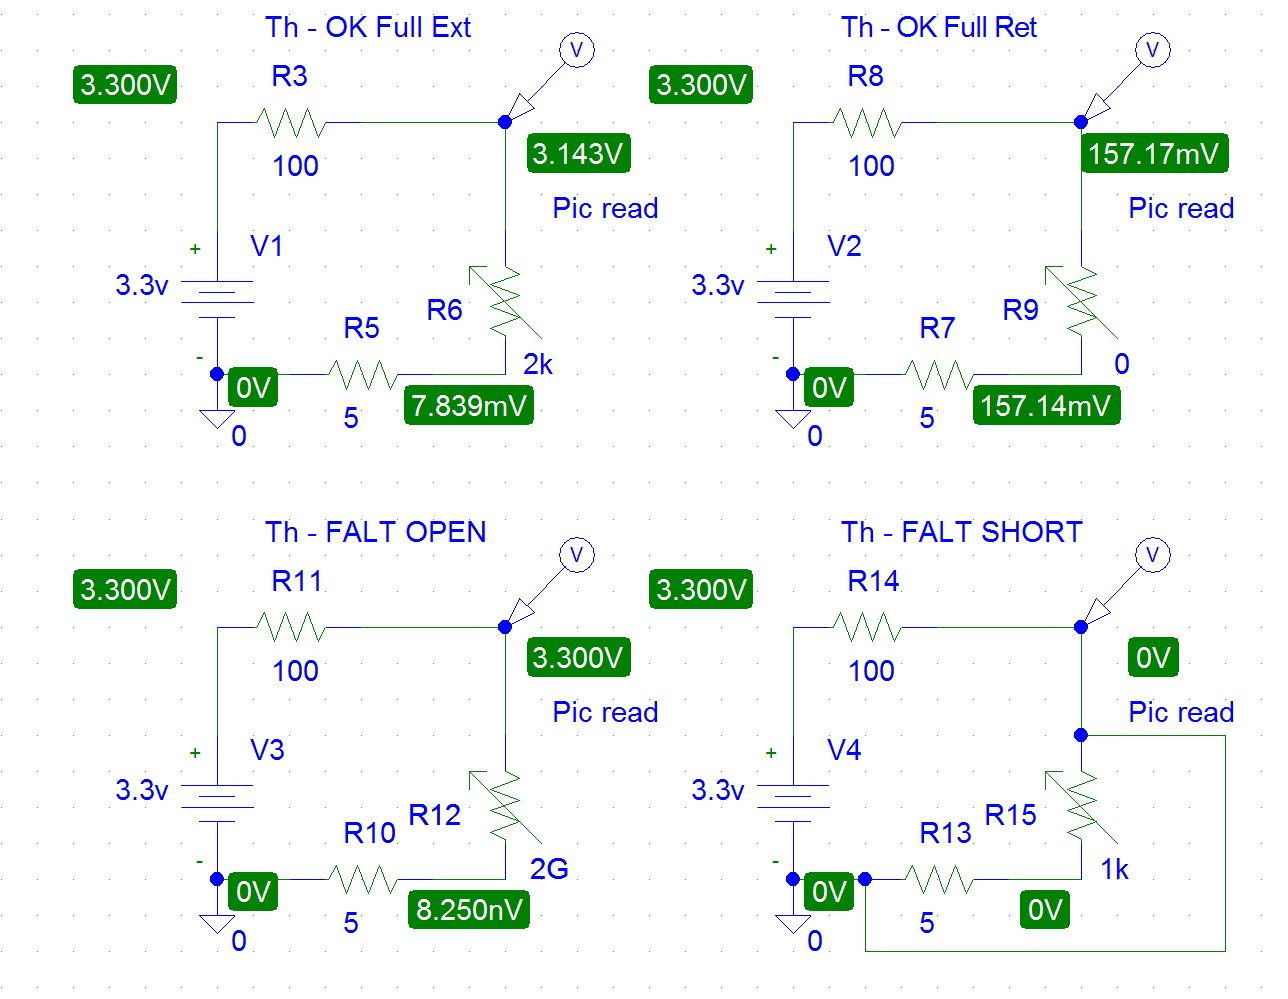 Th - OK Full Ext
V
3.300V
R3
100
3.143V
Pic read
+
V1
3.3v
R6
2k
R5
5
-
0V
7.839mV
0
Th - OK Full Ret
V
3.300V
R8
100
157.17mV
Pic read
+
V2
3.3v
R9
0
R7
5
-
0V
157.14mV
0
Th - FALT OPEN
V
3.300V
R11
100
3.300V
Pic read
+
V3
3.3v
R12
2G
R10
5
-
0V
8.250nV
0
Th - FALT SHORT
V
3.300V
R14
100
0V
Pic read
+
V4
3.3v
R15
1k
R13
5
-
0V
0V
0